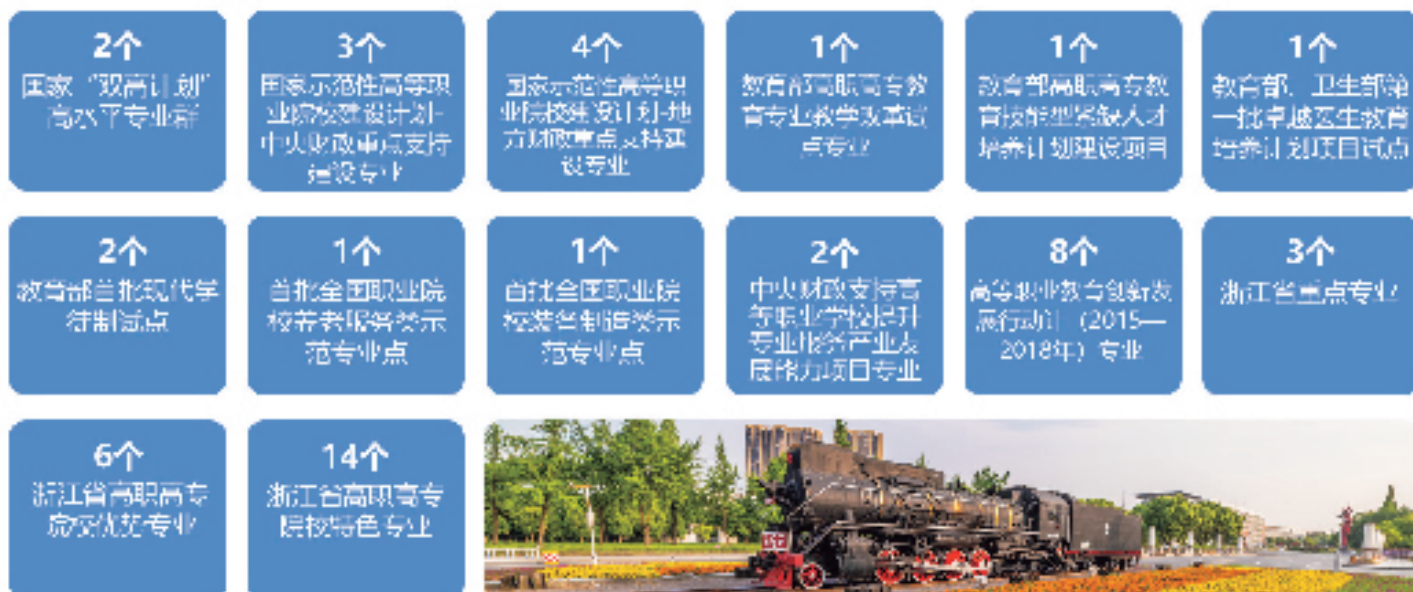 2个
国家“双高计划”
高水平专业群
3个
国家示范性高等职
业院校建设计划-
中央财政重点支持
建设专业
4个
国家示范性高等职
业院校建设计划-地
方财政重点支持建
设专业
1个
教育部高职高专教
育专业教学改革试
点专业
1个
教育部高职高专教
育技能型紧缺人才
培养计划建设项目
1个
教育部、卫生部第
一批卓越医生教育
培养计划项目试点
2个
教育部首批现代学
徒制试点
1个
首批全国职业院
校养老服务类示
范专业点
1个
首批全国职业院
校装备制造类示
范专业点
2个
中央财政支持高
等职业学校提升
专业服务产业发
展能力项目专业
8个
高等职业教育创新发
展行动计（2015—
2018年）专业
3个
浙江省重点专业
6个
浙江省高职高专
院校优势专业
14个
浙江省高职高专
院校特色专业